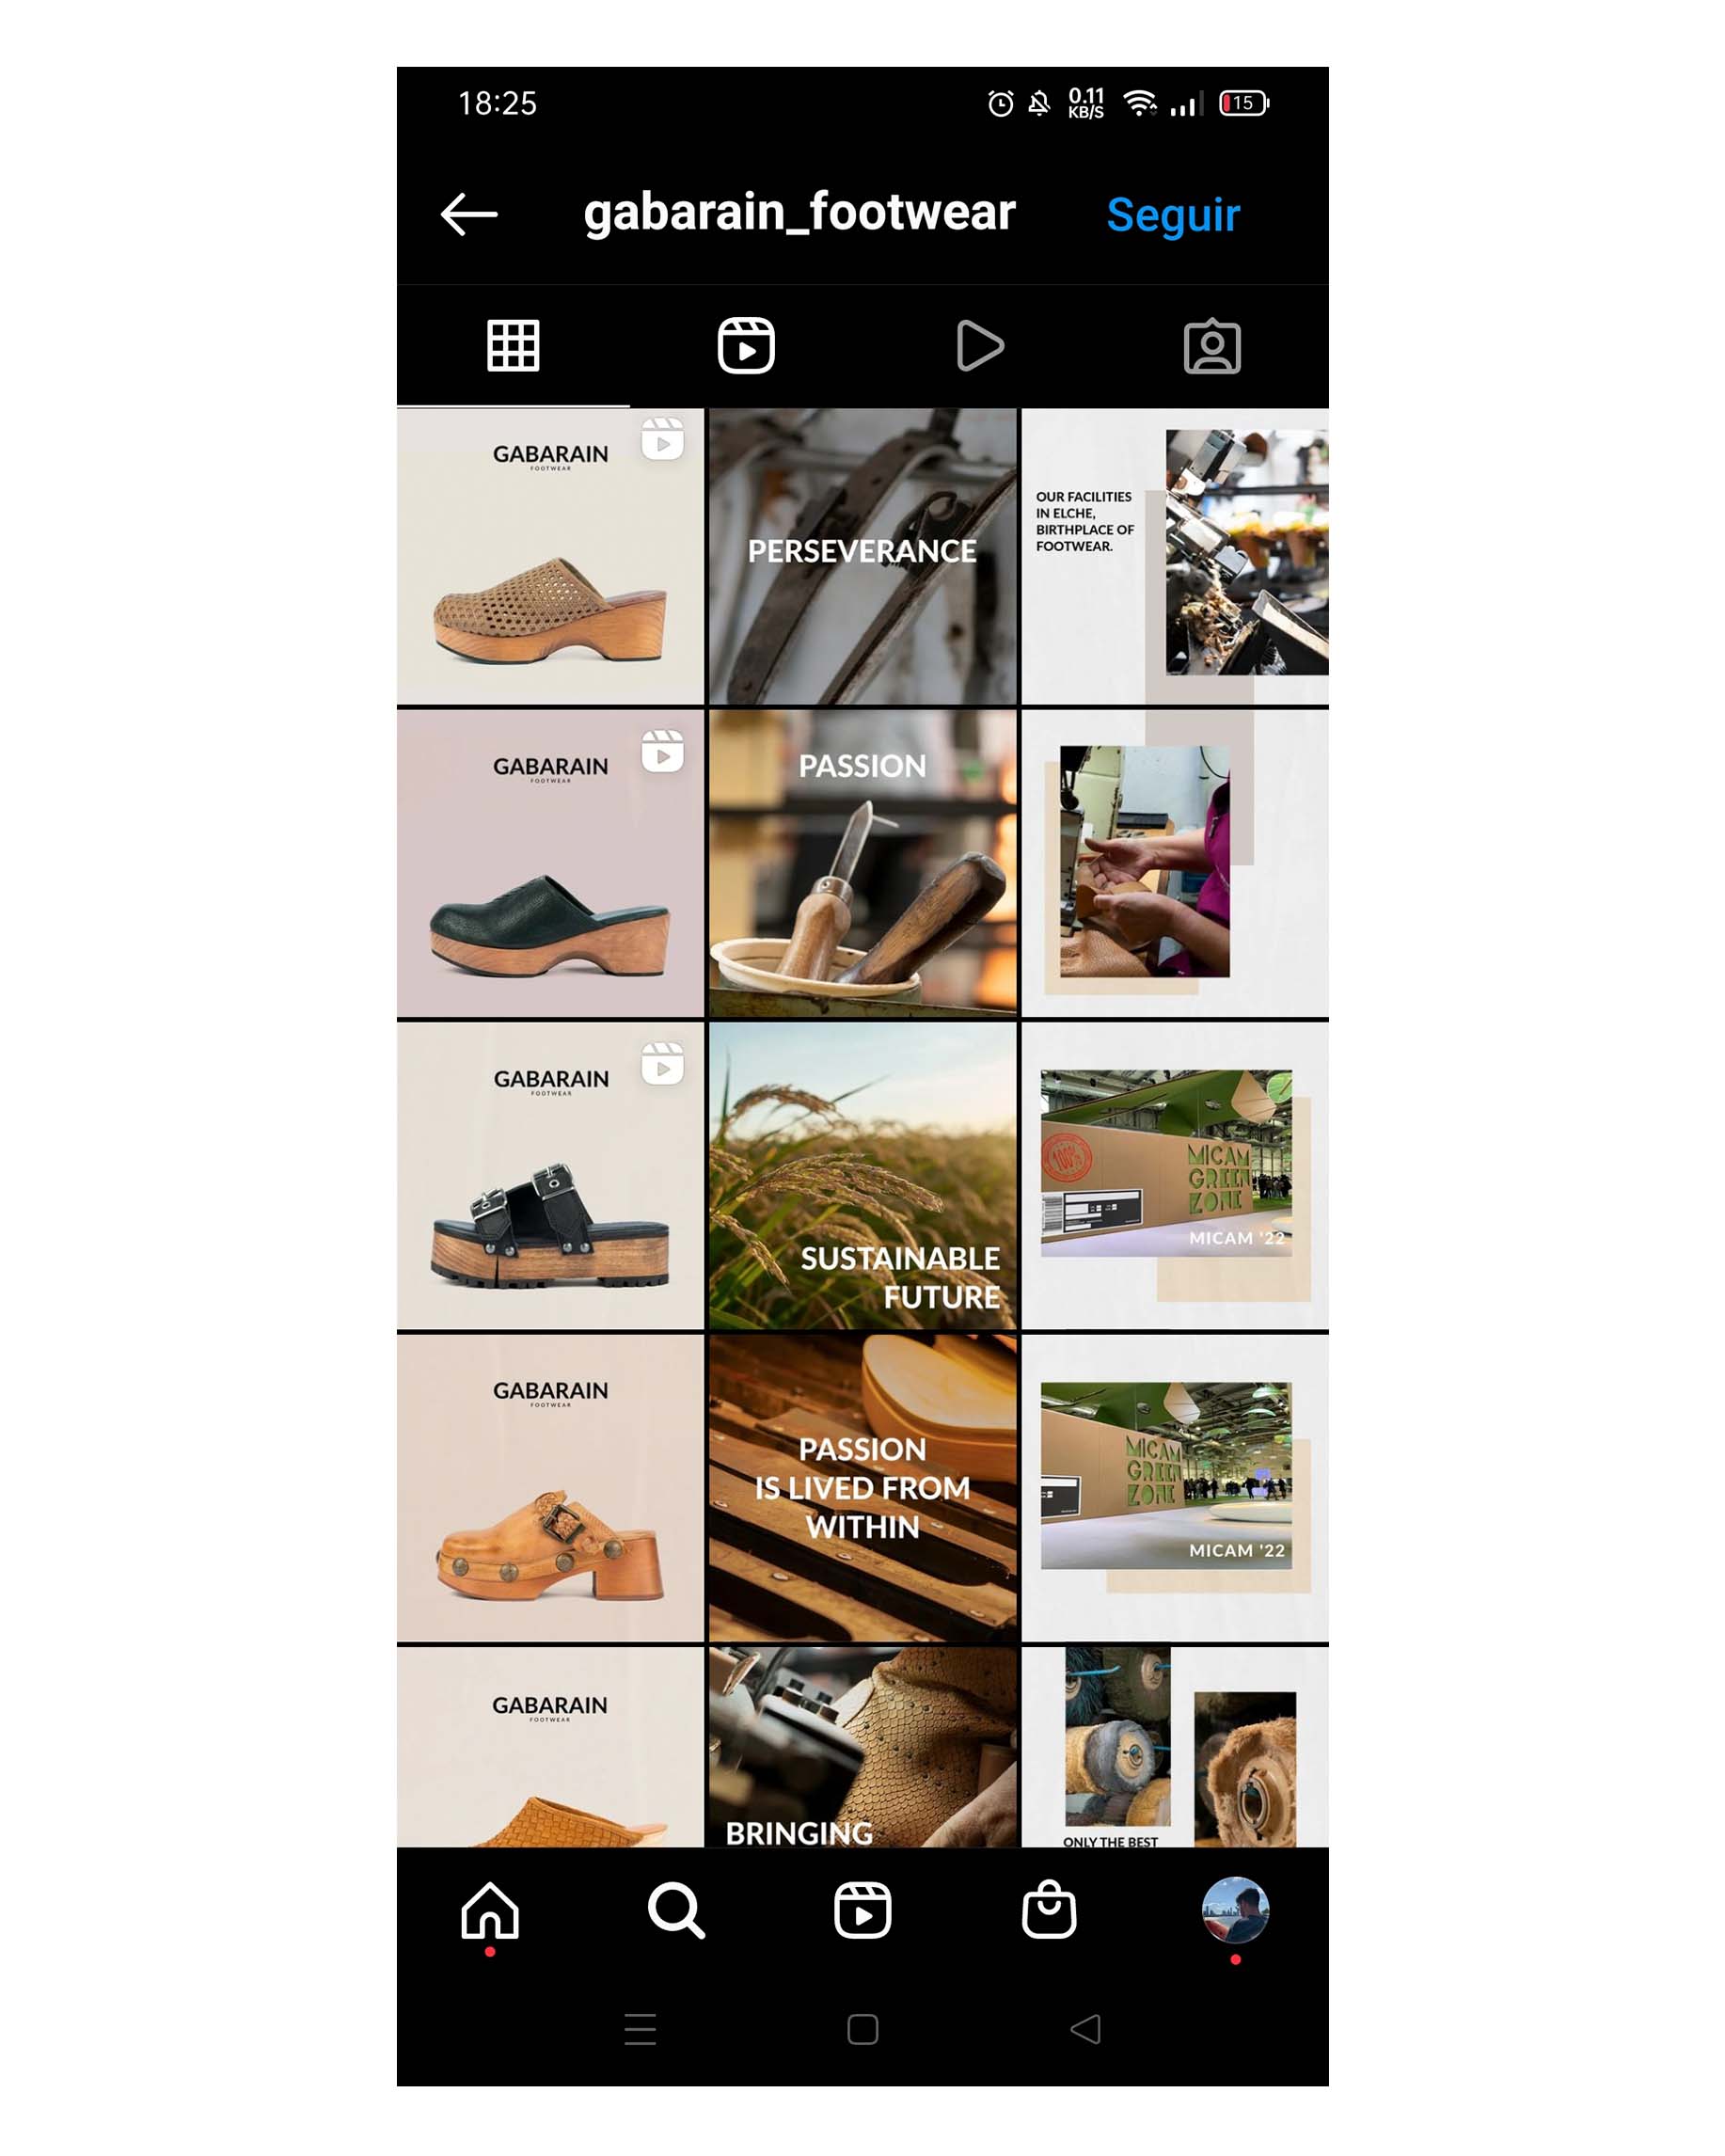 18:25
0.11
KB/S
15
gabarain_footwear
Seguir
GABARAIN
FOOTWEAR
PERSEVERANCE
OUR FACILITIES
IN ELCHE,
BIRTHPLACE OF
FOOTWEAR.
GABARAIN
FOOTWEAR
PASSION
GABARAIN
FOOTWEAR
SUSTAINABLE
FUTURE
100%
MICAM
GREEN
ZONE
MICAM '22
GABARAIN
FOOTWEAR
PASSION
IS LIVED FROM
WITHIN
MICAM
GREEN
ZONE
MICAM '22
GABARAIN
FOOTWEAR
BRINGING
ONLY THE BEST